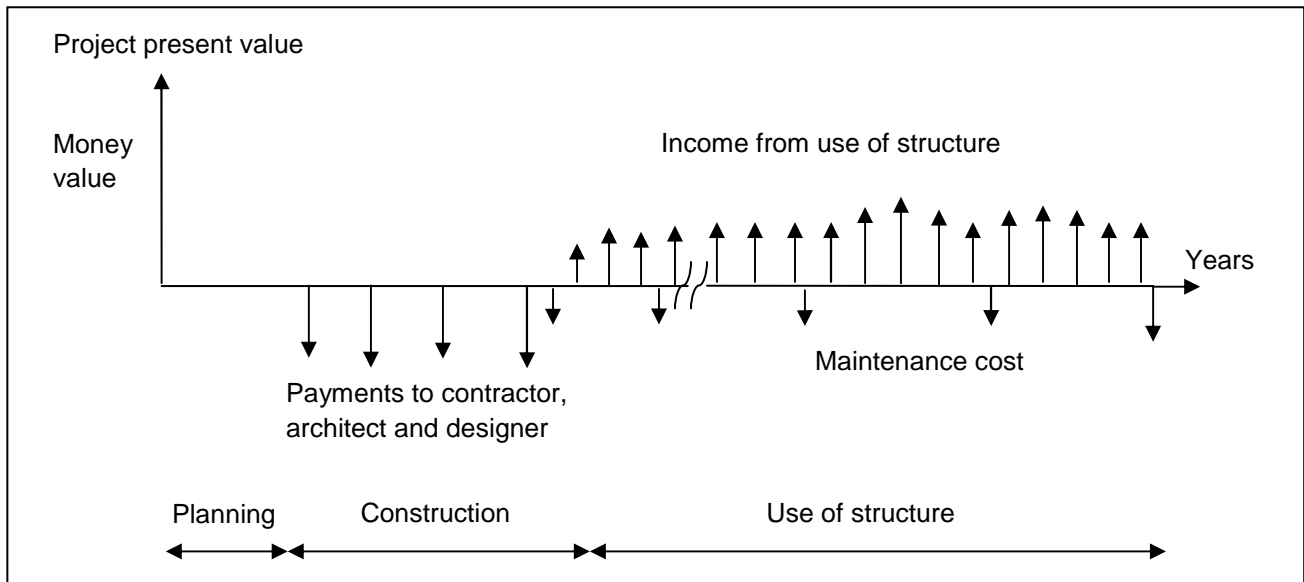 Project present value
Money
value
Income from use of structure
Years
Maintenance cost
Payments to contractor,
architect and designer
Planning
Construction
Use of structure